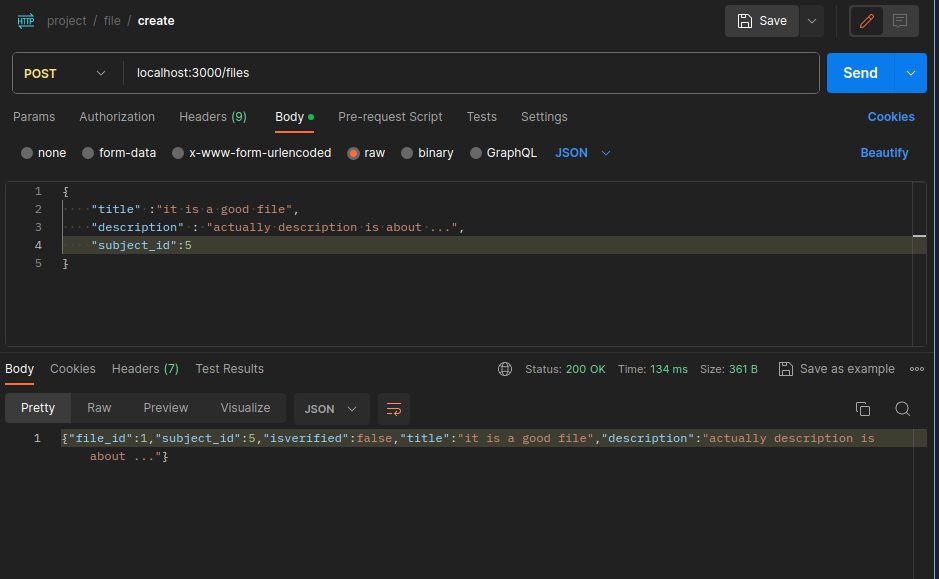 HTTP project / file / create Save
POST localhost:3000/files Send
Params Authorization Headers (9) Body Pre-request Script Tests Settings Cookies
none form-data x-www-form-urlencoded raw binary GraphQL JSON Beautify
1 {
2 "title" :"it is a good file",
3 "description" : "actually description is about ...",
4 "subject_id":5
5 }
Body Cookies Headers (7) Test Results Status: 200 OK Time: 134 ms Size: 361 B Save as example
Pretty Raw Preview Visualize JSON
1 {"file_id":1,"subject_id":5,"isverified":false,"title":"it is a good file","description":"actually description is
about ..."}